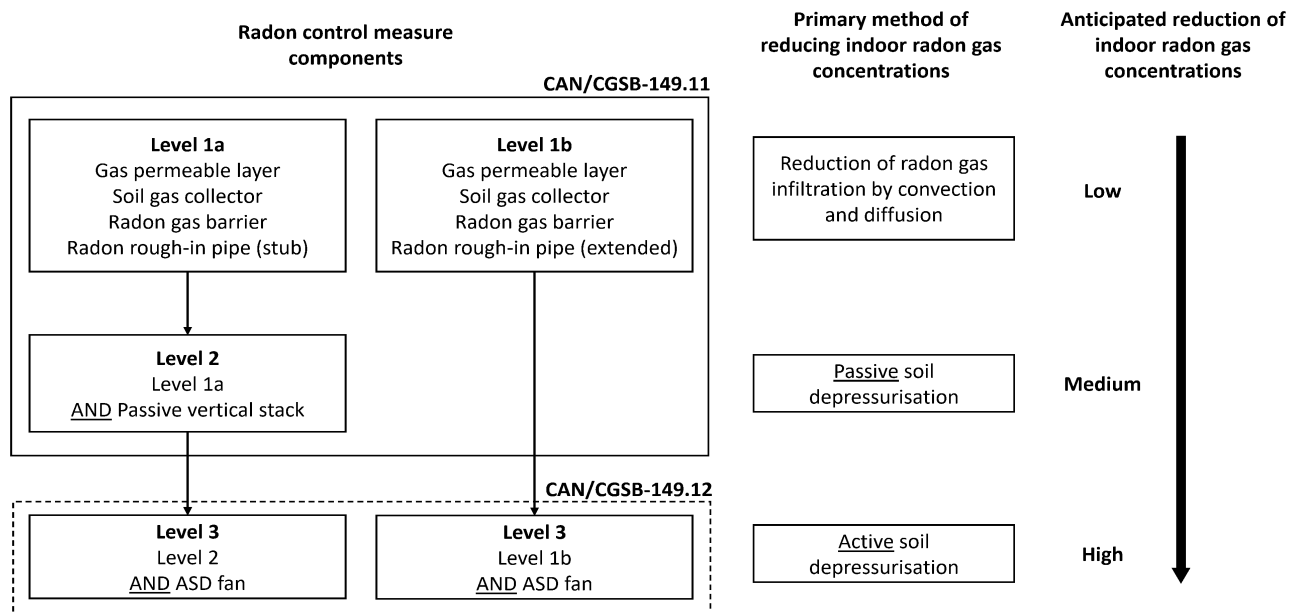 Radon control measure
components
Primary method of
reducing indoor radon gas
concentrations
Anticipated reduction of
indoor radon gas
concentrations
CAN/CGSB-149.11
Level 1a
Gas permeable layer
Soil gas collector
Radon gas barrier
Radon rough-in pipe (stub)
Level 1b
Gas permeable layer
Soil gas collector
Radon gas barrier
Radon rough-in pipe (extended)
Reduction of radon gas
infiltration by convection
and diffusion
Low
Level 2
Level 1a
AND Passive vertical stack
Passive soil
depressurisation
Medium
CAN/CGSB-149.12
Level 3
Level 2
AND ASD fan
Level 3
Level 1b
AND ASD fan
Active soil
depressurisation
High